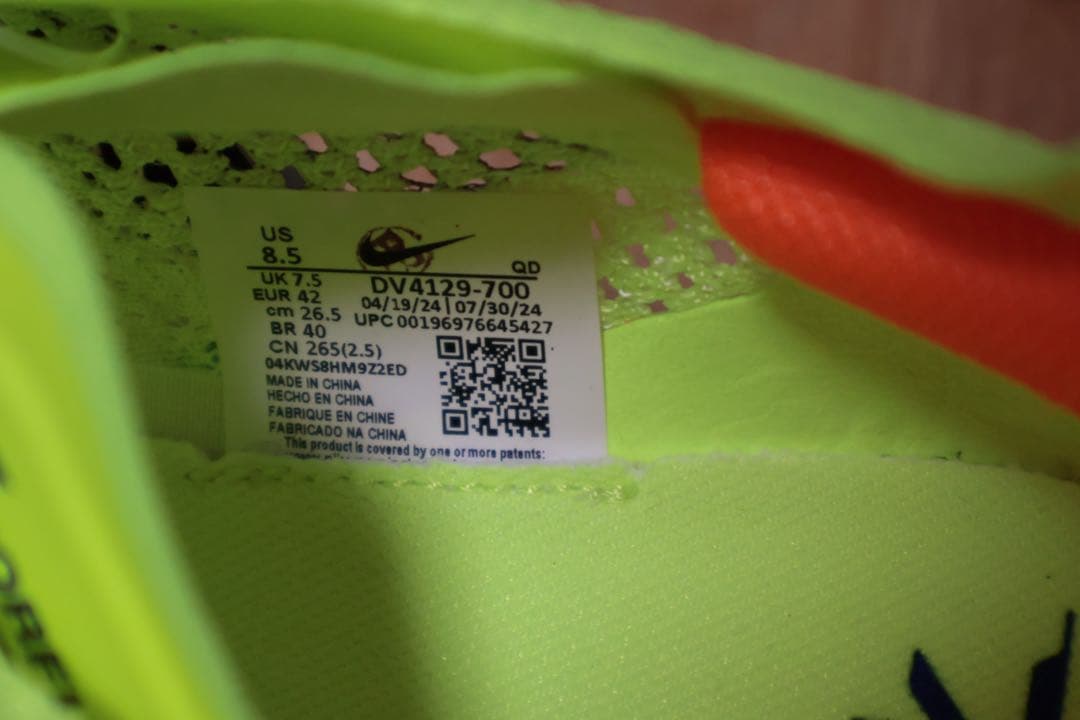 US
8.5
QD
UK 7.5
DV4129-700
EUR 42
04/19/24 | 07/30/24
cm 26.5
UPC 00196976645427
BR 40
CN 265(2.5)
04KWS8HM9Z2ED
MADE IN CHINA
HECHO EN CHINA
FABRIQUE EN CHINE
FABRICADO NA CHINA
This product is covered by one or more patents: